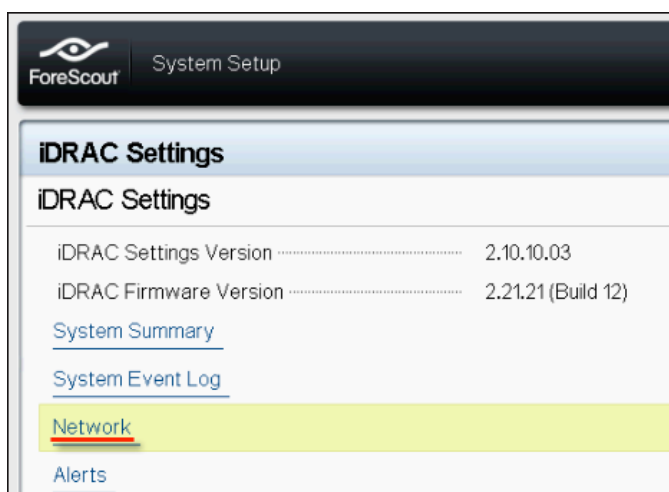 ForeScout
System Setup
iDRAC Settings
iDRAC Settings
iDRAC Settings Version 2.10.10.03
iDRAC Firmware Version 2.21.21 (Build 12)
System Summary
System Event Log
Network
Alerts